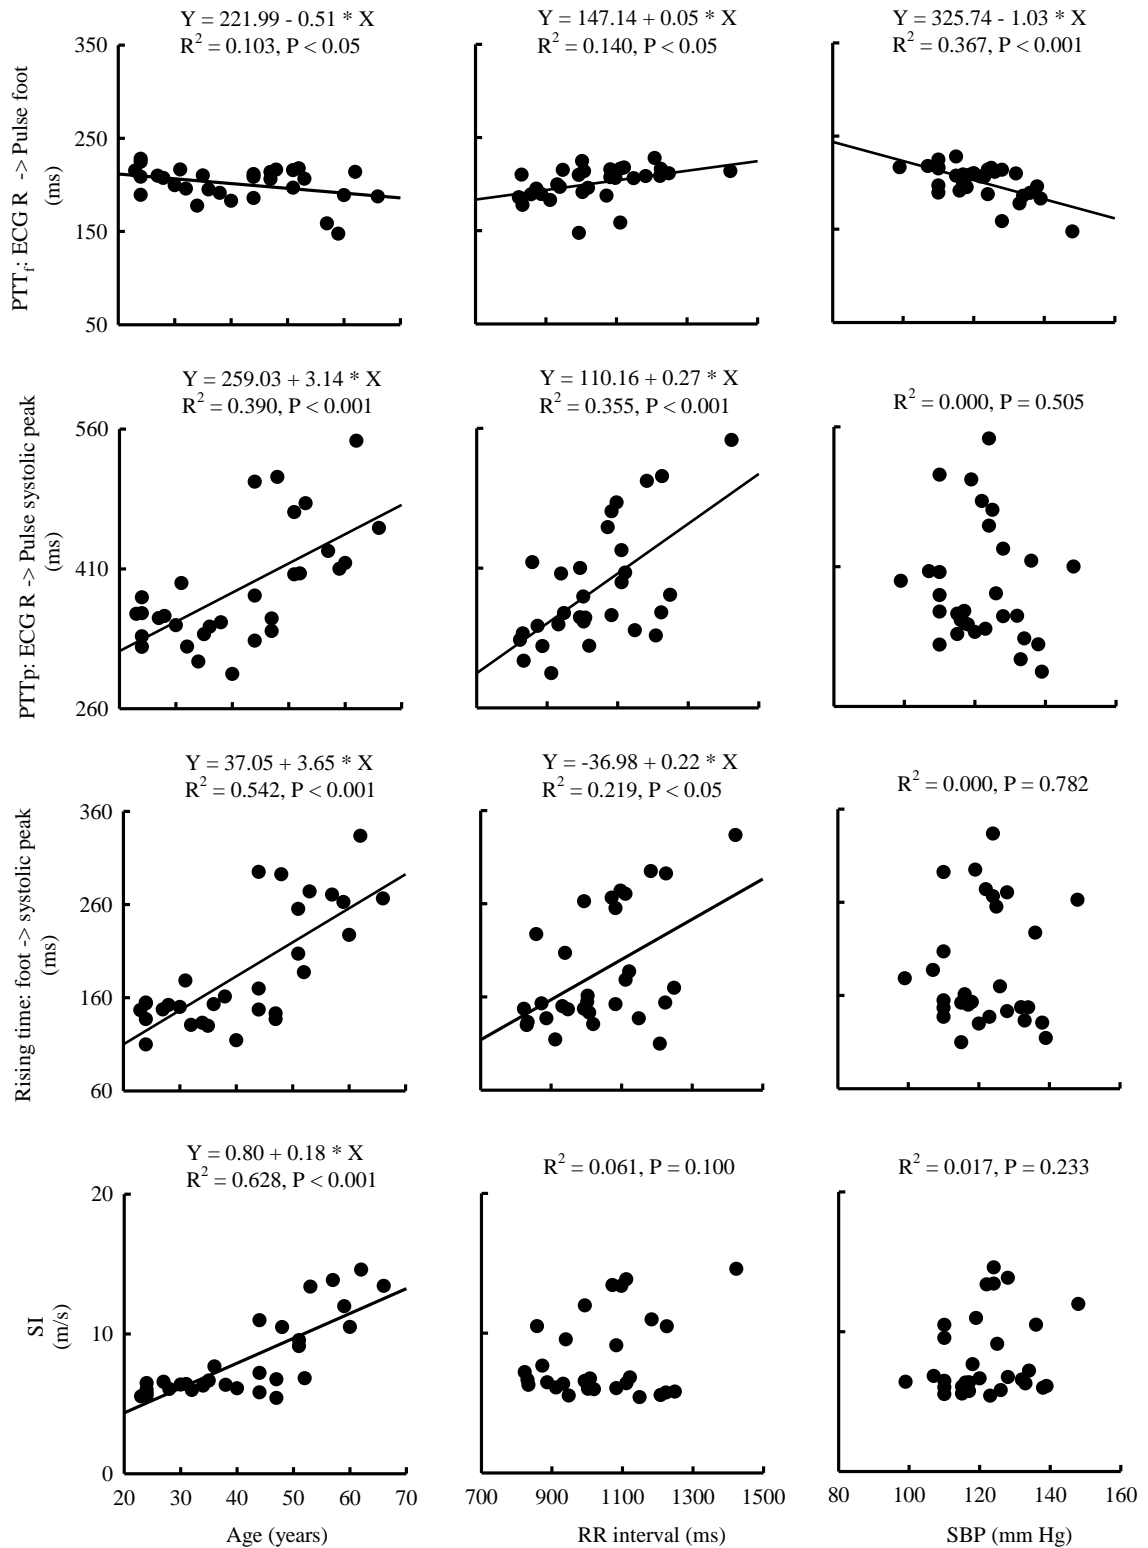 Y = 221.99 - 0.51 * X
R² = 0.103, P < 0.05
Y = 147.14 + 0.05 * X
R² = 0.140, P < 0.05
Y = 325.74 - 1.03 * X
R² = 0.367, P < 0.001
PTTf: ECG R -> Pulse foot
(ms)
350
250
150
50
Y = 259.03 + 3.14 * X
R² = 0.390, P < 0.001
Y = 110.16 + 0.27 * X
R² = 0.355, P < 0.001
R² = 0.000, P = 0.505
PTTp: ECG R -> Pulse systolic peak
(ms)
560
410
260
Y = 37.05 + 3.65 * X
R² = 0.542, P < 0.001
Y = -36.98 + 0.22 * X
R² = 0.219, P < 0.05
R² = 0.000, P = 0.782
Rising time: foot -> systolic peak
(ms)
360
260
160
60
Y = 0.80 + 0.18 * X
R² = 0.628, P < 0.001
R² = 0.061, P = 0.100
R² = 0.017, P = 0.233
SI
(m/s)
20
10
0
20 30 40 50 60 70
700 900 1100 1300 1500
80 100 120 140 160
Age (years)
RR interval (ms)
SBP (mm Hg)